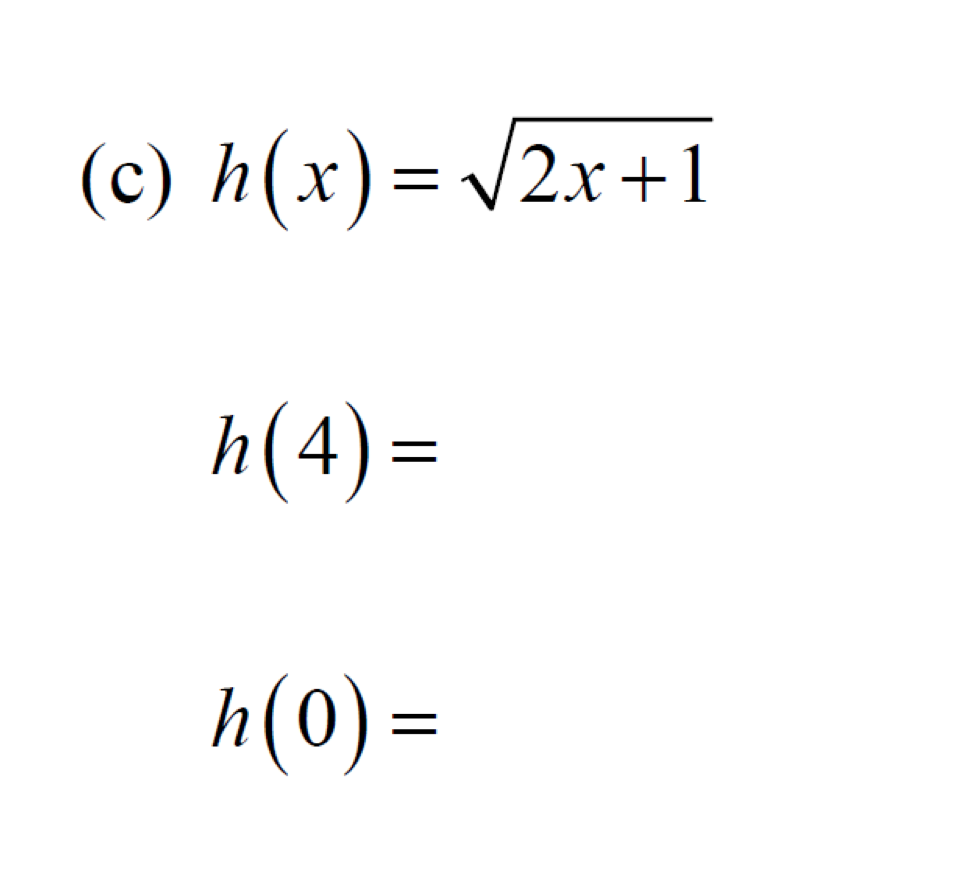 (c) h(x) = √2x+1
h(4) =
h(0) =